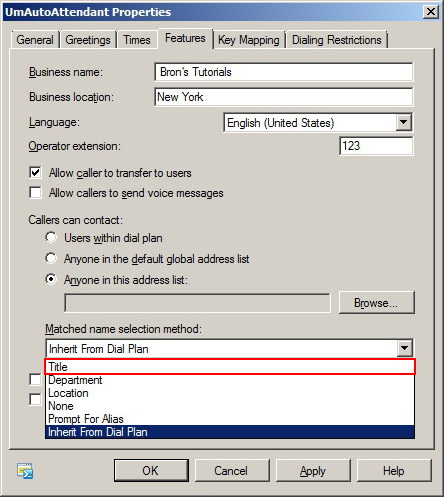 UmAutoAttendant Properties
General Greetings Times Features Key Mapping Dialing Restrictions
Business name: Bron's Tutorials
Business location: New York
Language: English (United States)
Operator extension: 123
Allow caller to transfer to users
Allow callers to send voice messages
Callers can contact:
Users within dial plan
Anyone in the default global address list
Anyone in this address list:
Browse...
Matched name selection method:
Inherit From Dial Plan
Title
Department
Location
None
Prompt For Alias
Inherit From Dial Plan
OK Cancel Apply Help